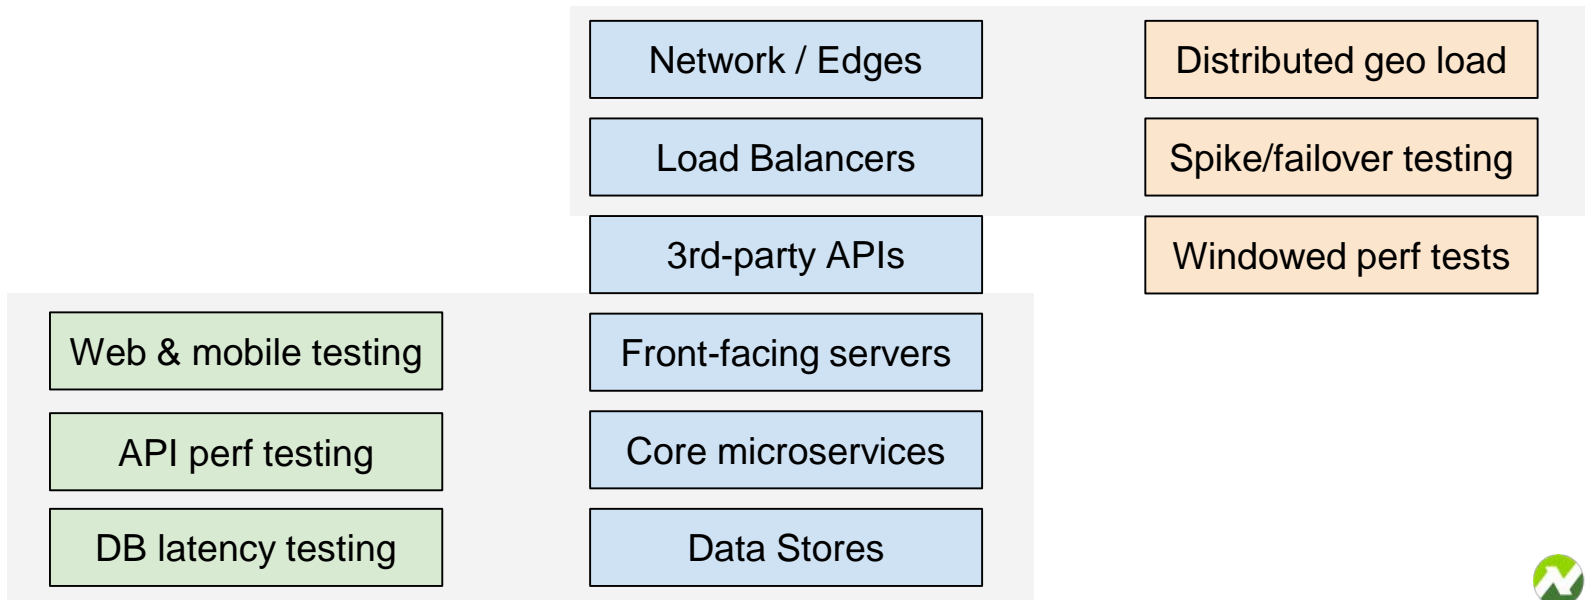 Network / Edges
Distributed geo load
Load Balancers
Spike/failover testing
3rd-party APIs
Windowed perf tests
Web & mobile testing
Front-facing servers
API perf testing
Core microservices
DB latency testing
Data Stores